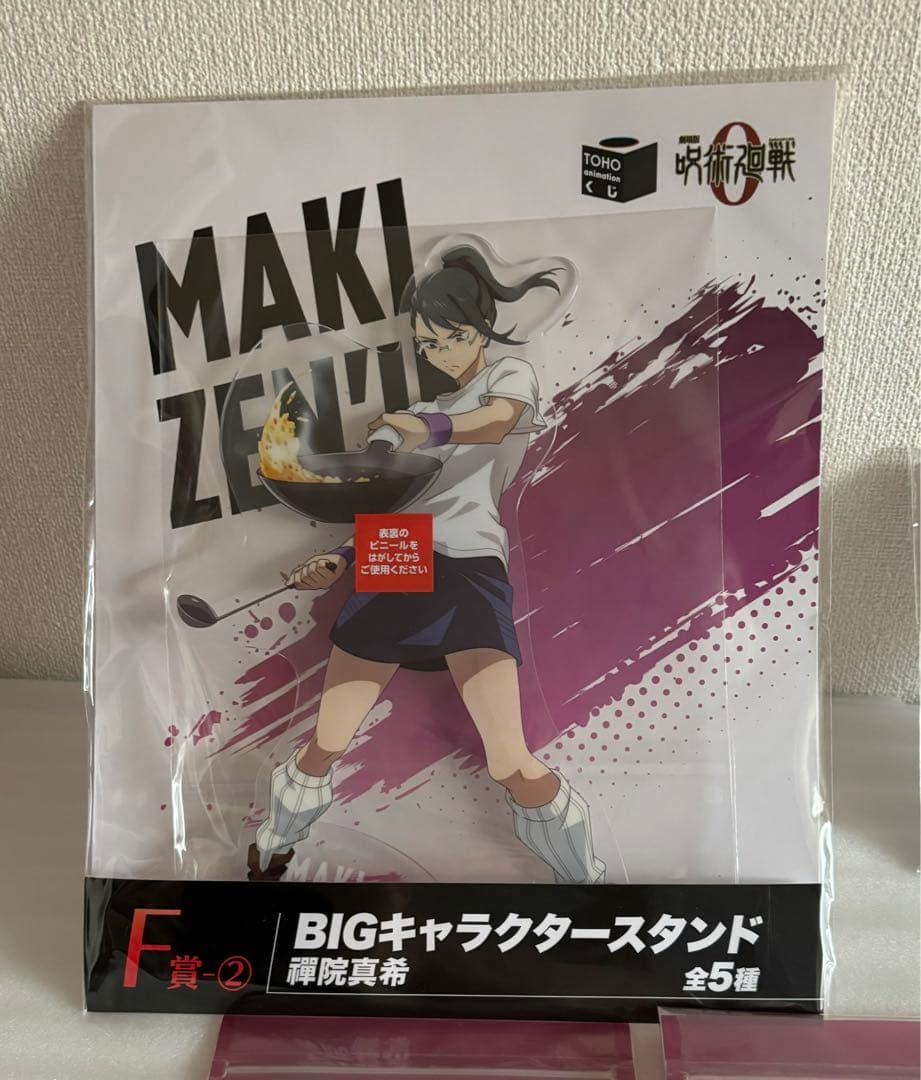 TOHO
animation
くじ
劇場版
呪術廻戦
0
MAKI
ZEN'IN
表裏の
ビニールを
はがしてから
ご使用ください
MAKI
F賞-②
BIGキャラクタースタンド
禪院真希
全5種